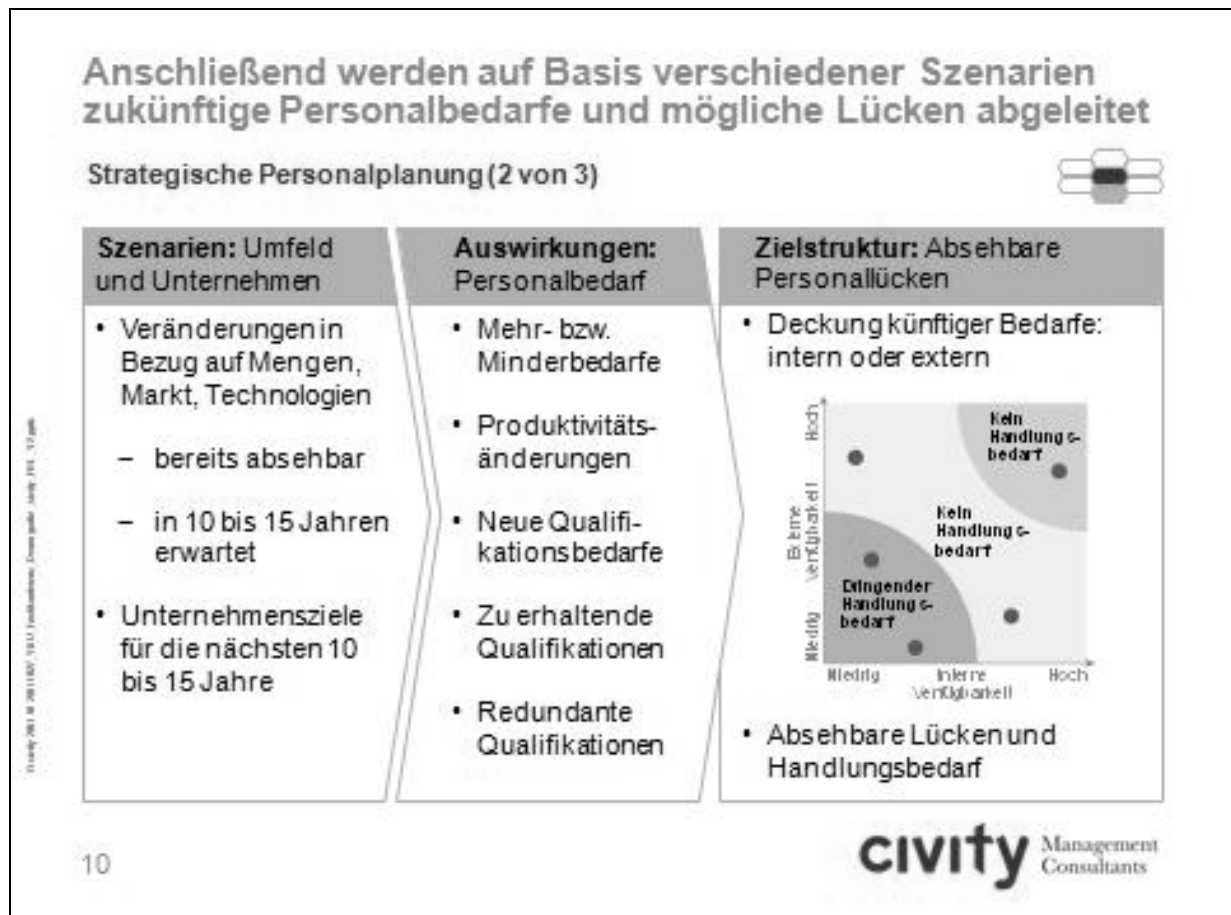 Anschließend werden auf Basis verschiedener Szenarien
zukünftige Personalbedarfe und mögliche Lücken abgeleitet
Strategische Personalplanung (2 von 3)
Szenarien: Umfeld
und Unternehmen
• Veränderungen in
Bezug auf Mengen,
Markt, Technologien
– bereits absehbar
– in 10 bis 15 Jahren
erwartet
• Unternehmensziele
für die nächsten 10
bis 15 Jahre
Auswirkungen:
Personalbedarf
• Mehr- bzw.
Minderbedarfe
• Produktivitäts-
änderungen
• Neue Qualifi-
kationsbedarfe
• Zu erhaltende
Qualifikationen
• Redundante
Qualifikationen
Zielstruktur: Absehbare
Personallücken
• Deckung künftiger Bedarfe:
intern oder extern
Hoch
Externe
Verfügbarkeit
Niedrig
Kein
Handlungs-
bedarf
Kein
Handlungs-
bedarf
Dringender
Handlungs-
bedarf
Niedrig
Interne
Verfügbarkeit
Hoch
• Absehbare Lücken und
Handlungsbedarf
10
civity
Management
Consultants